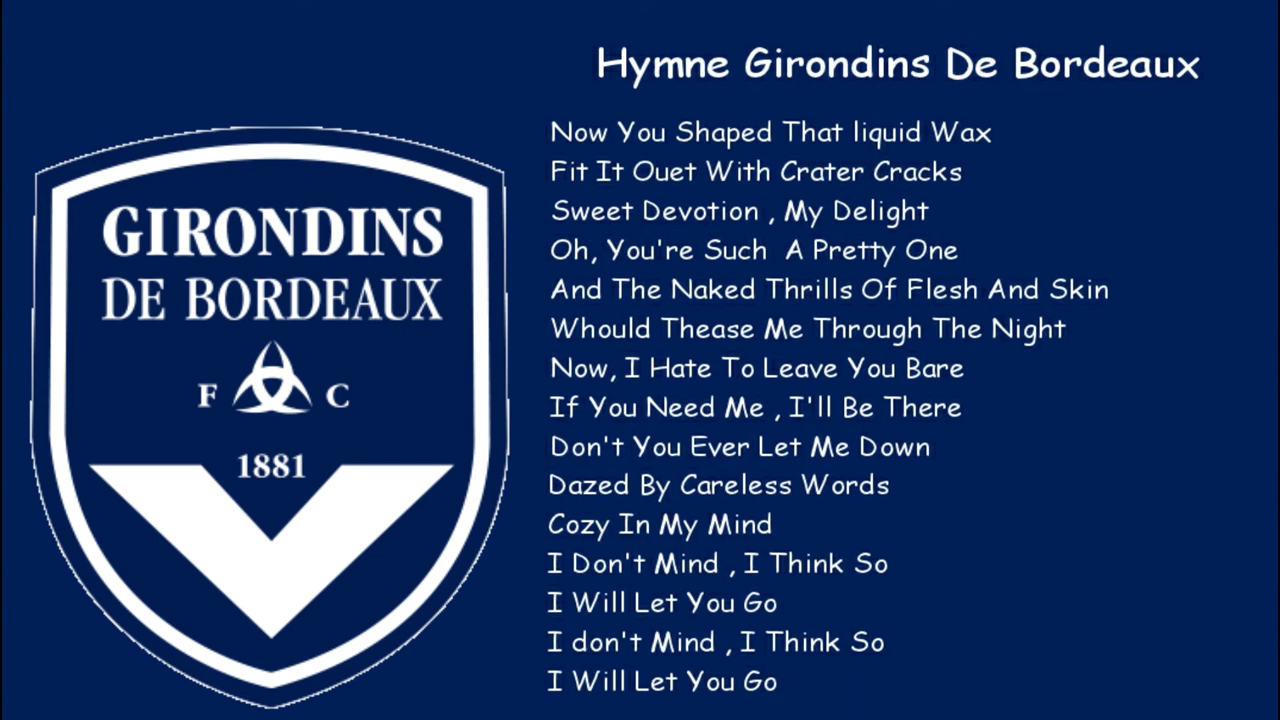 Hymne Girondins De Bordeaux
GIRONDINS
DE BORDEAUX
F C
1881
Now You Shaped That liquid Wax
Fit It Ouet With Crater Cracks
Sweet Devotion , My Delight
Oh, You're Such A Pretty One
And The Naked Thrills Of Flesh And Skin
Whould Thease Me Through The Night
Now, I Hate To Leave You Bare
If You Need Me , I'll Be There
Don't You Ever Let Me Down
Dazed By Careless Words
Cozy In My Mind
I Don't Mind , I Think So
I Will Let You Go
I don't Mind , I Think So
I Will Let You Go